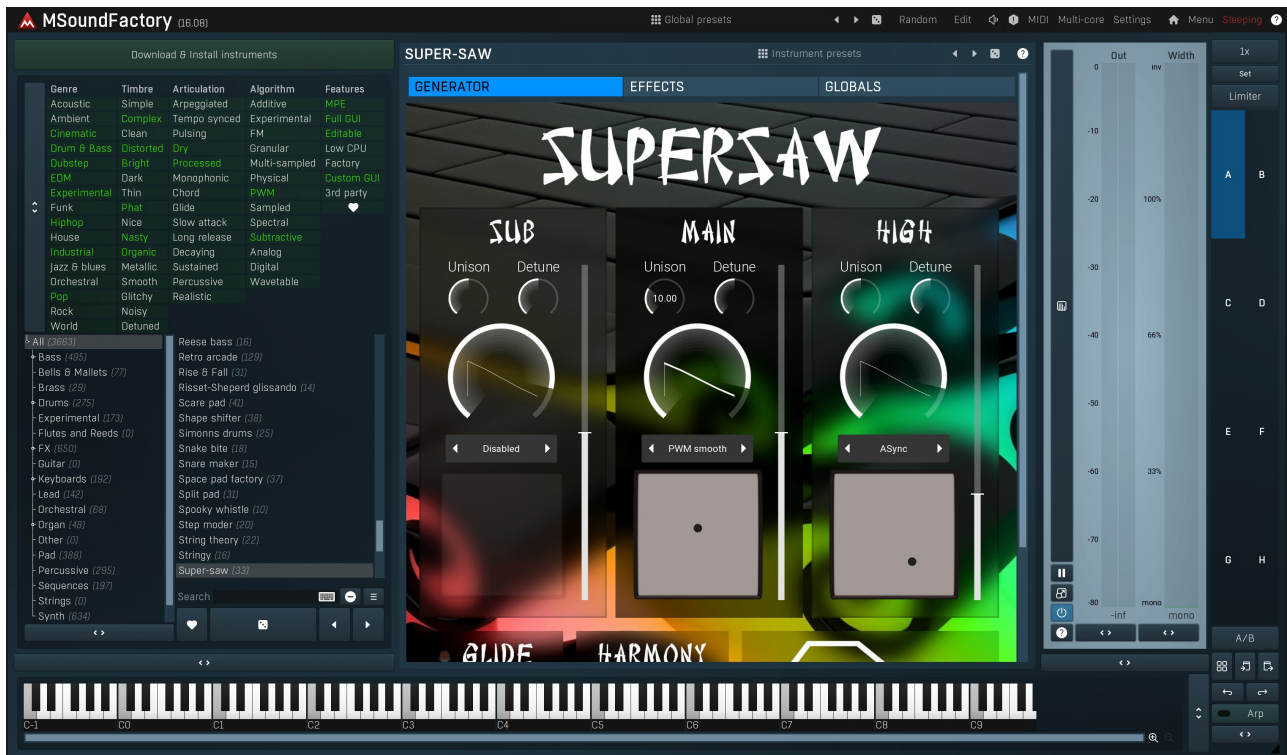 MSoundFactory (16.08)
Global presets
Random
Edit
MIDI
Multi-core
Settings
Menu
Sleeping
?
Download & Install instruments
Genre
Acoustic
Ambient
Cinematic
Drum & Bass
Dubstep
EDM
Experimental
Funk
Hiphop
House
Industrial
Jazz & blues
Orchestral
Pop
Rock
World
Timbre
Simple
Complex
Clean
Distorted
Bright
Dark
Thin
Phat
Nice
Nasty
Organic
Metallic
Smooth
Glitchy
Noisy
Detuned
Articulation
Arpeggiated
Tempo synced
Pulsing
Dry
Processed
Monophonic
Chord
Glide
Slow attack
Long release
Decaying
Sustained
Percussive
Realistic
Algorithm
Additive
Experimental
FM
Granular
Multi-sampled
Physical
PWM
Sampled
Spectral
Subtractive
Analog
Digital
Wavetable
Features
MPE
Full GUI
Editable
Low CPU
Factory
Custom GUI
3rd party
All (3663)
Bass (495)
Bells & Mallets (77)
Brass (29)
Drums (275)
Experimental (173)
Flutes and Reeds (0)
FX (650)
Guitar (0)
Keyboards (192)
Lead (142)
Orchestral (68)
Organ (48)
Other (0)
Pad (388)
Percussive (295)
Sequences (197)
Strings (0)
Synth (634)
Reese bass (16)
Retro arcade (129)
Rise & Fall (31)
Risset-Sheperd glissando (14)
Scare pad (41)
Shape shifter (38)
Simonns drums (25)
Snake bite (18)
Snare maker (15)
Space pad factory (37)
Split pad (31)
Spooky whistle (10)
Step moder (20)
String theory (22)
Stringy (16)
Super-saw (33)
Search
SUPER-SAW
Instrument presets
?
GENERATOR
EFFECTS
GLOBALS
SUPERSAW
SUB
Unison
Detune
Disabled
MAIN
Unison
Detune
10.00
PWM smooth
HIGH
Unison
Detune
ASync
GLIDE
HARMONY
Out
Width
0
-10
-20
-30
-40
-50
-60
-70
-80
inv
100%
66%
33%
mono
-inf
mono
?
1x
Set
Limiter
A
B
C
D
E
F
G
H
A/B
Arp
C-1
C0
C1
C2
C3
C4
C5
C6
C7
C8
C9